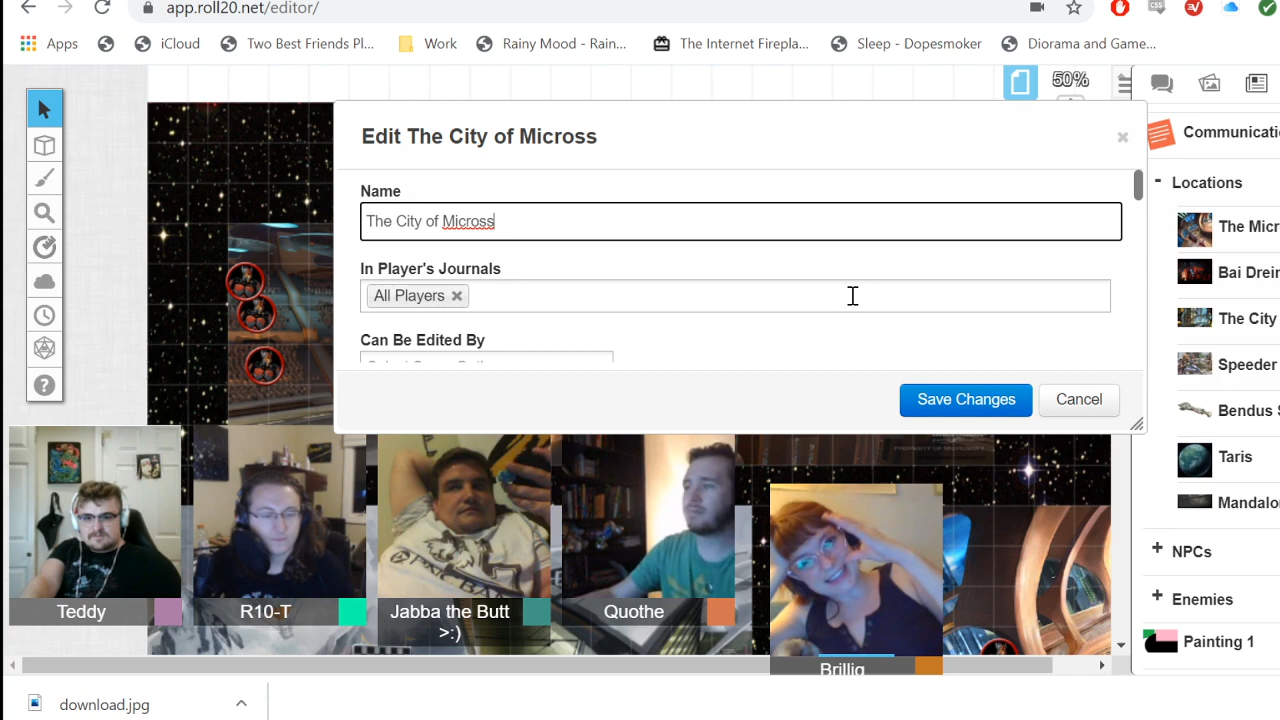 app.roll20.net/editor/
Apps
iCloud
Two Best Friends Pl...
Work
Rainy Mood - Rain...
The Internet Firepla...
Sleep - Dopesmoker
Diorama and Game...
CSS
50%
Edit The City of Micross
Name
The City of Micross
In Player's Journals
All Players
Can Be Edited By
Save Changes
Cancel
Communicati
Locations
The Micr
Bai Drein
The City
Speeder
Bendus S
Taris
Mandalo
NPCs
Enemies
Painting 1
Teddy
R10-T
Jabba the Butt
>:)
Quothe
Brillig
download.jpg